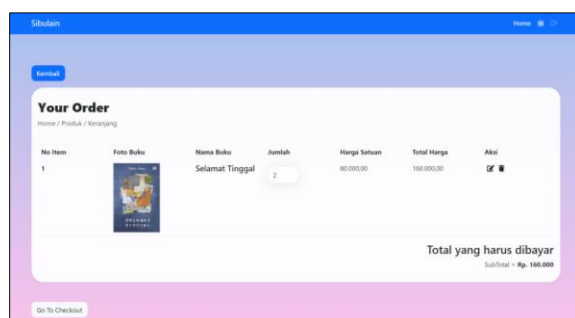 Sibulain Home
Kembali
Your Order
Home / Produk / Keranjang
No Item Foto Buku Nama Buku Jumlah Harga Satuan Total Harga Aksi
1 Selamat Tinggal 2 80.000,00 160.000,00
SELAMAT
TINGGAL
Total yang harus dibayar
SubTotal = Rp. 160.000
Go To Checkout